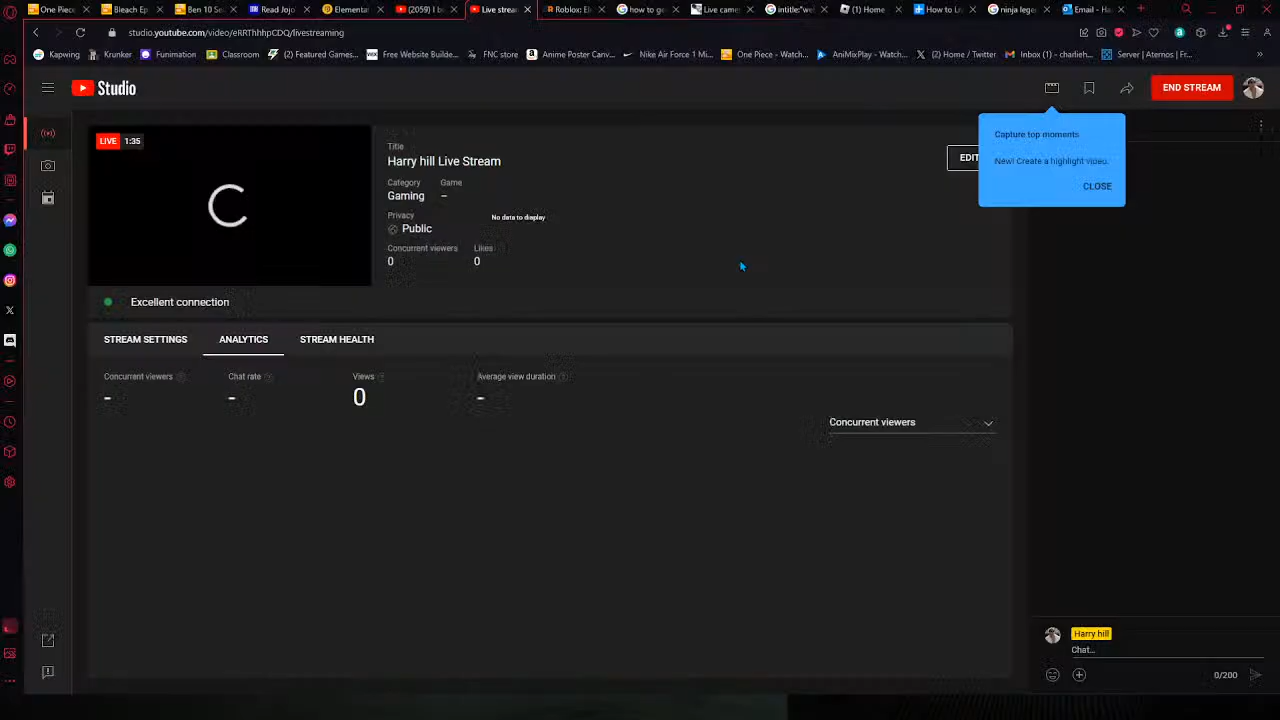 One Piece
Bleach Ep
Ben 10 Se
Read Jojo
Elementa
(2059) I b
Live strea
Roblox: El
how to ge
Live came
intitle:"we
(1) Home
How to L
ninja lege
Email - Ha
studio.youtube.com/video/eRRThhhpCDQ/livestreaming
Kapwing
Krunker
Funimation
Classroom
(2) Featured Games...
Free Website Builde...
FNC store
Anime Poster Canv...
Nike Air Force 1 Mi...
One Piece - Watch...
AniMixPlay - Watch...
(2) Home / Twitter
Inbox (1) - charlieh...
Server | Aternos | F...
Studio
END STREAM
LIVE 1:35
Title
Harry hill Live Stream
EDIT
Capture top moments
New! Create a highlight video.
CLOSE
Category Game
Gaming –
Privacy
Public
No data to display
Concurrent viewers Likes
0 0
Excellent connection
STREAM SETTINGS ANALYTICS STREAM HEALTH
Concurrent viewers Chat rate Views Average view duration
- - 0 -
Concurrent viewers
Harry hill
Chat...
0/200